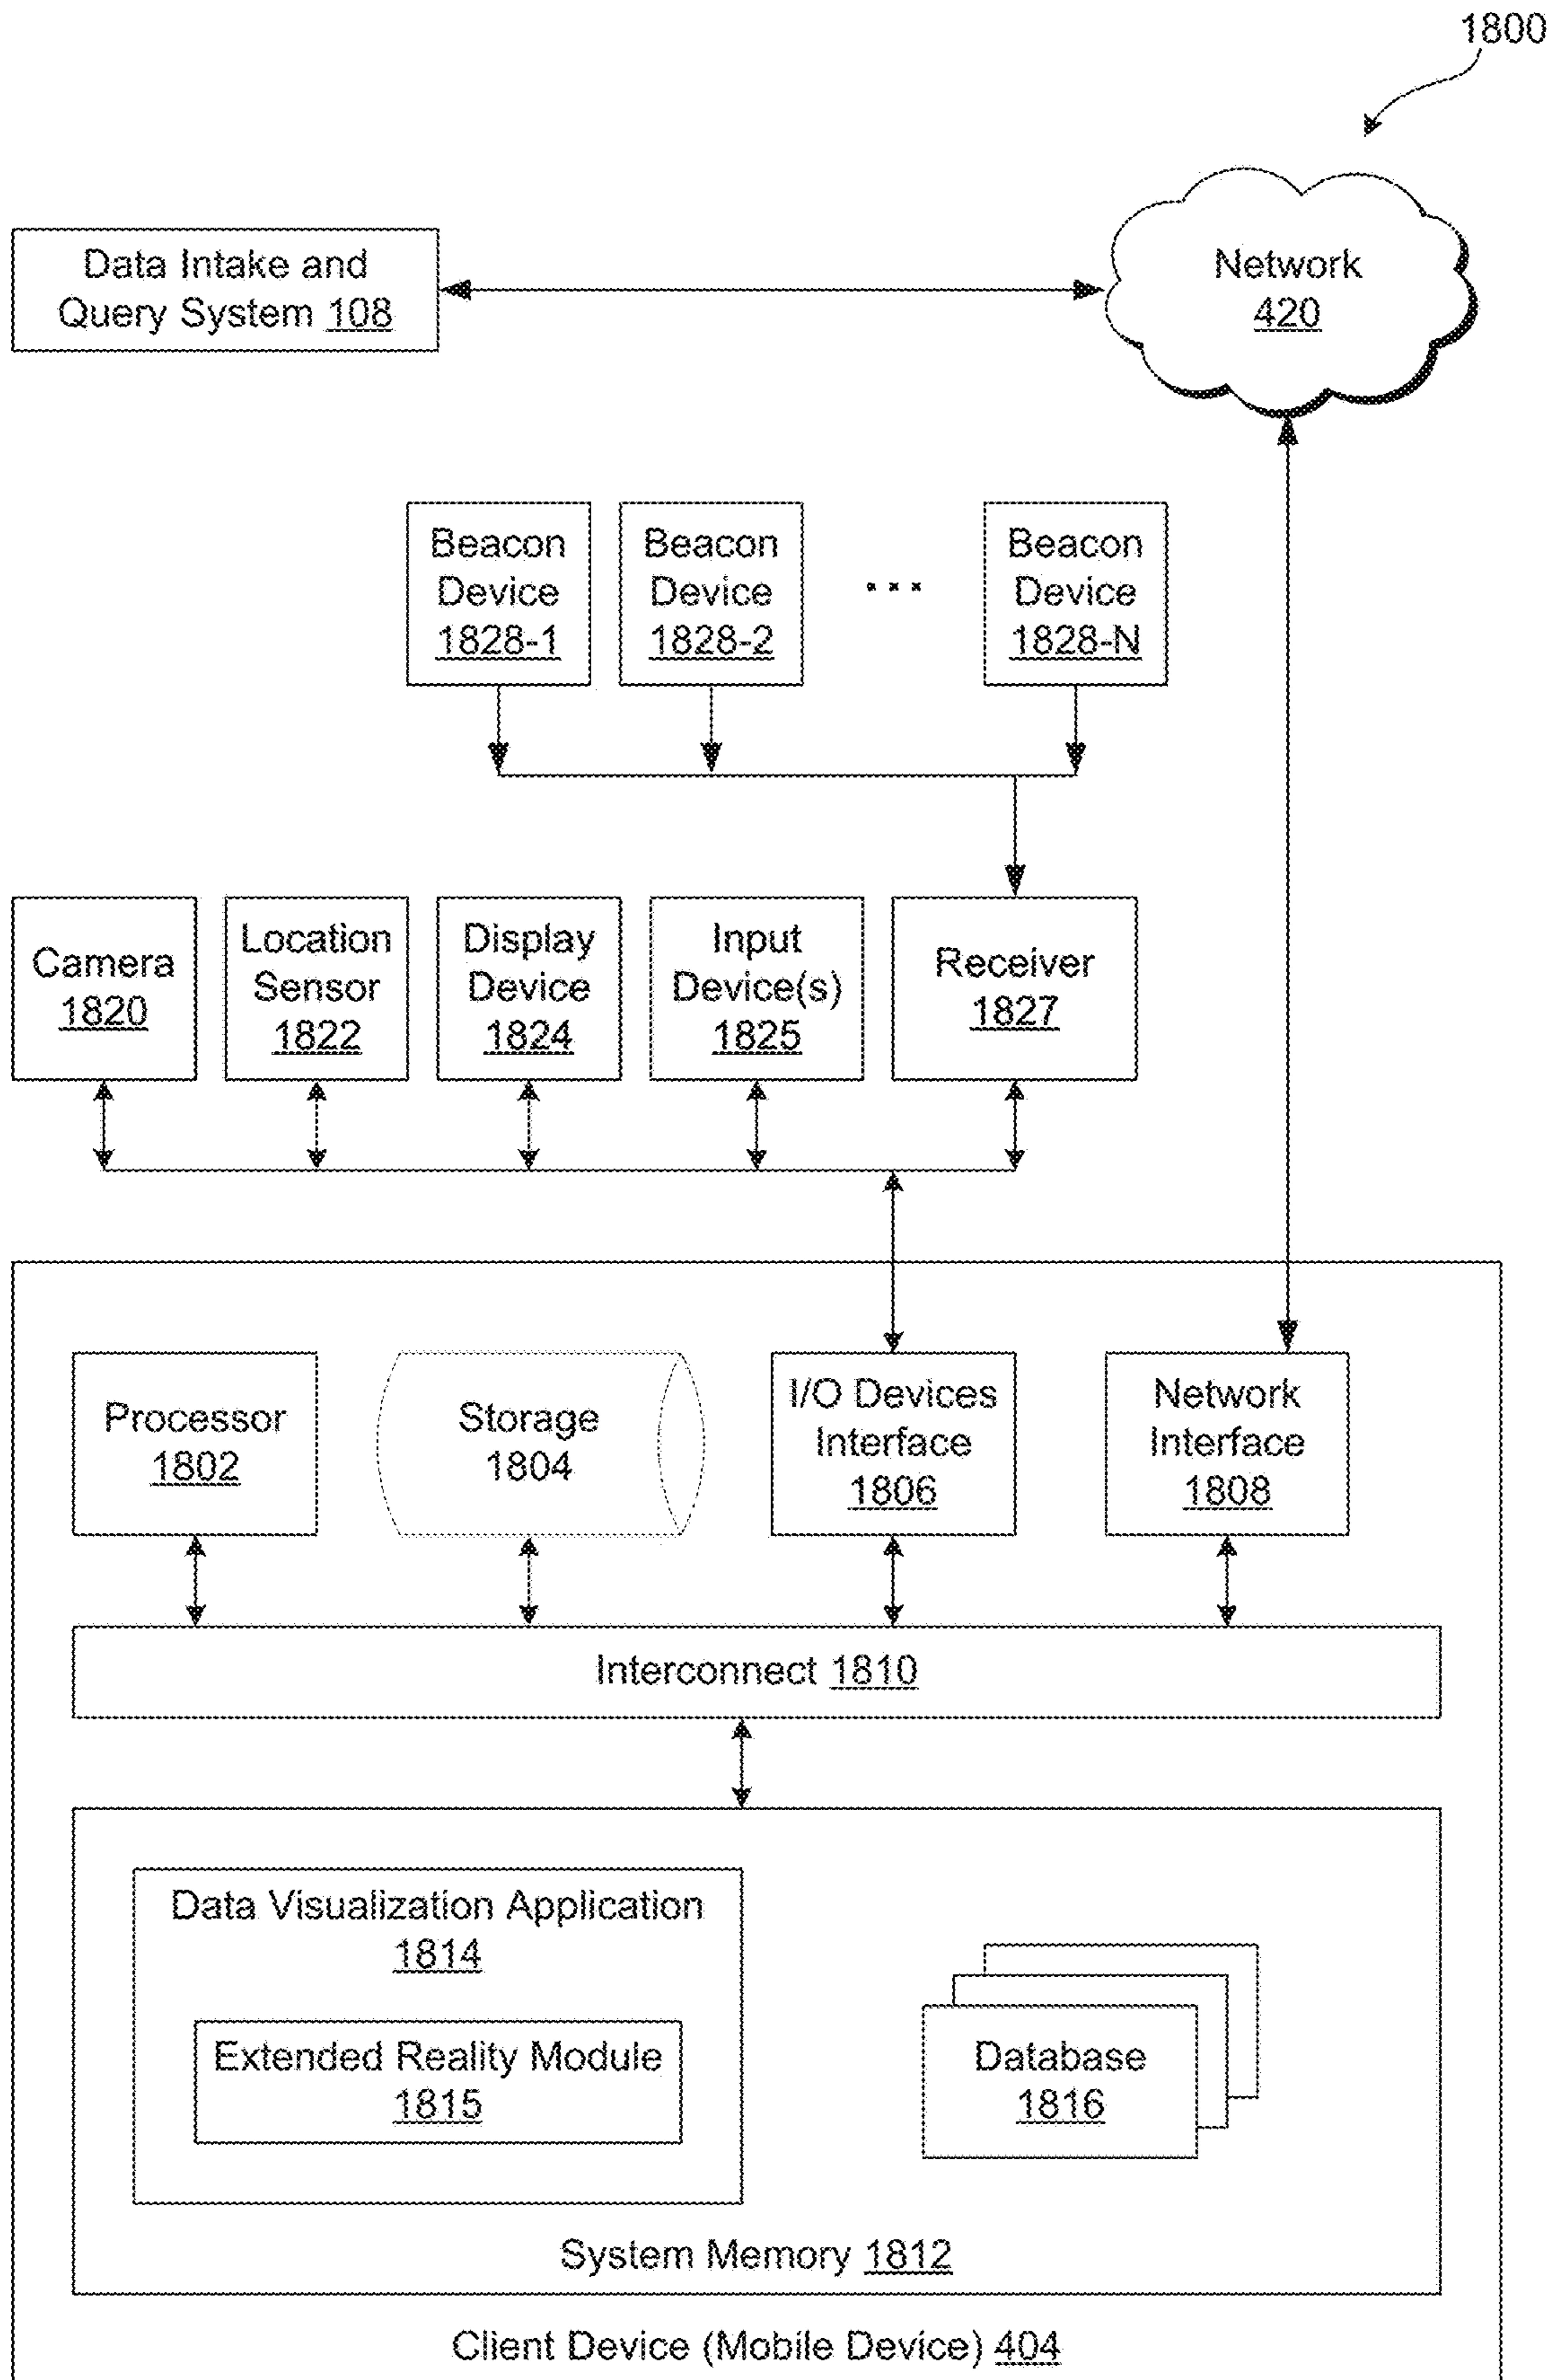 1800
Data Intake and
Query System 108
Network
420
Beacon
Device
1828-1
Beacon
Device
1828-2
...
Beacon
Device
1828-N
Camera
1820
Location
Sensor
1822
Display
Device
1824
Input
Device(s)
1825
Receiver
1827
Processor
1802
Storage
1804
I/O Devices
Interface
1806
Network
Interface
1808
Interconnect 1810
Data Visualization Application
1814
Extended Reality Module
1815
Database
1816
System Memory 1812
Client Device (Mobile Device) 404